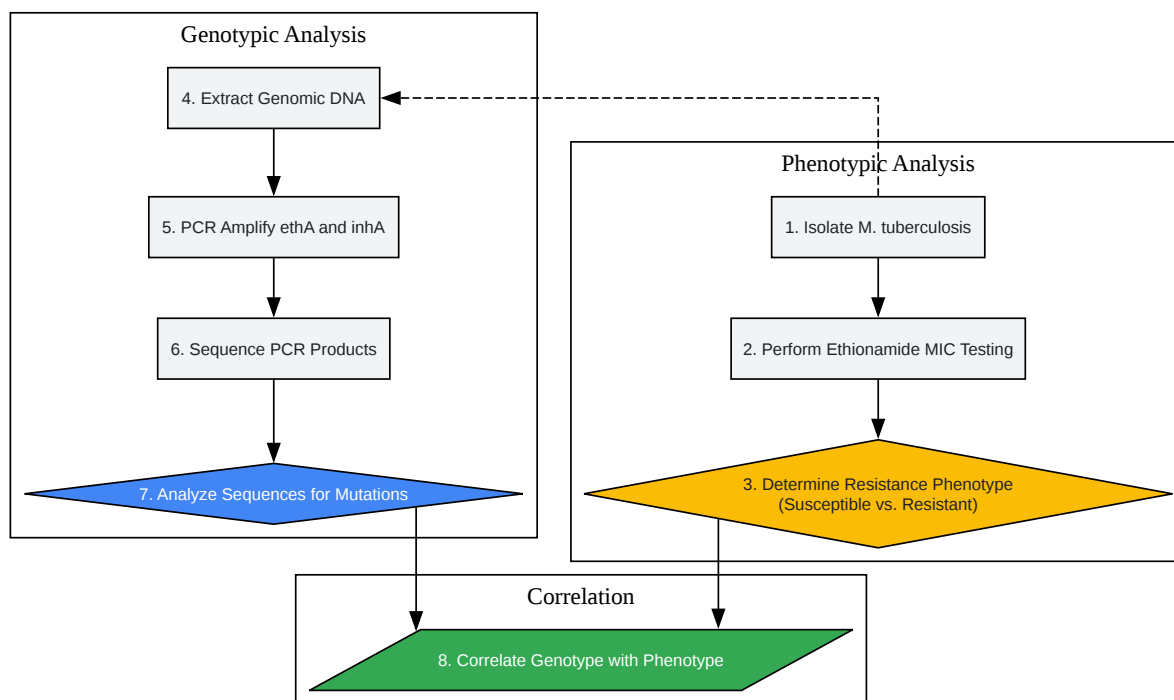 Genotypic Analysis
4. Extract Genomic DNA
5. PCR Amplify ethA and inhA
6. Sequence PCR Products
7. Analyze Sequences for Mutations
Phenotypic Analysis
1. Isolate M. tuberculosis
2. Perform Ethionamide MIC Testing
3. Determine Resistance Phenotype
(Susceptible vs. Resistant)
Correlation
8. Correlate Genotype with Phenotype